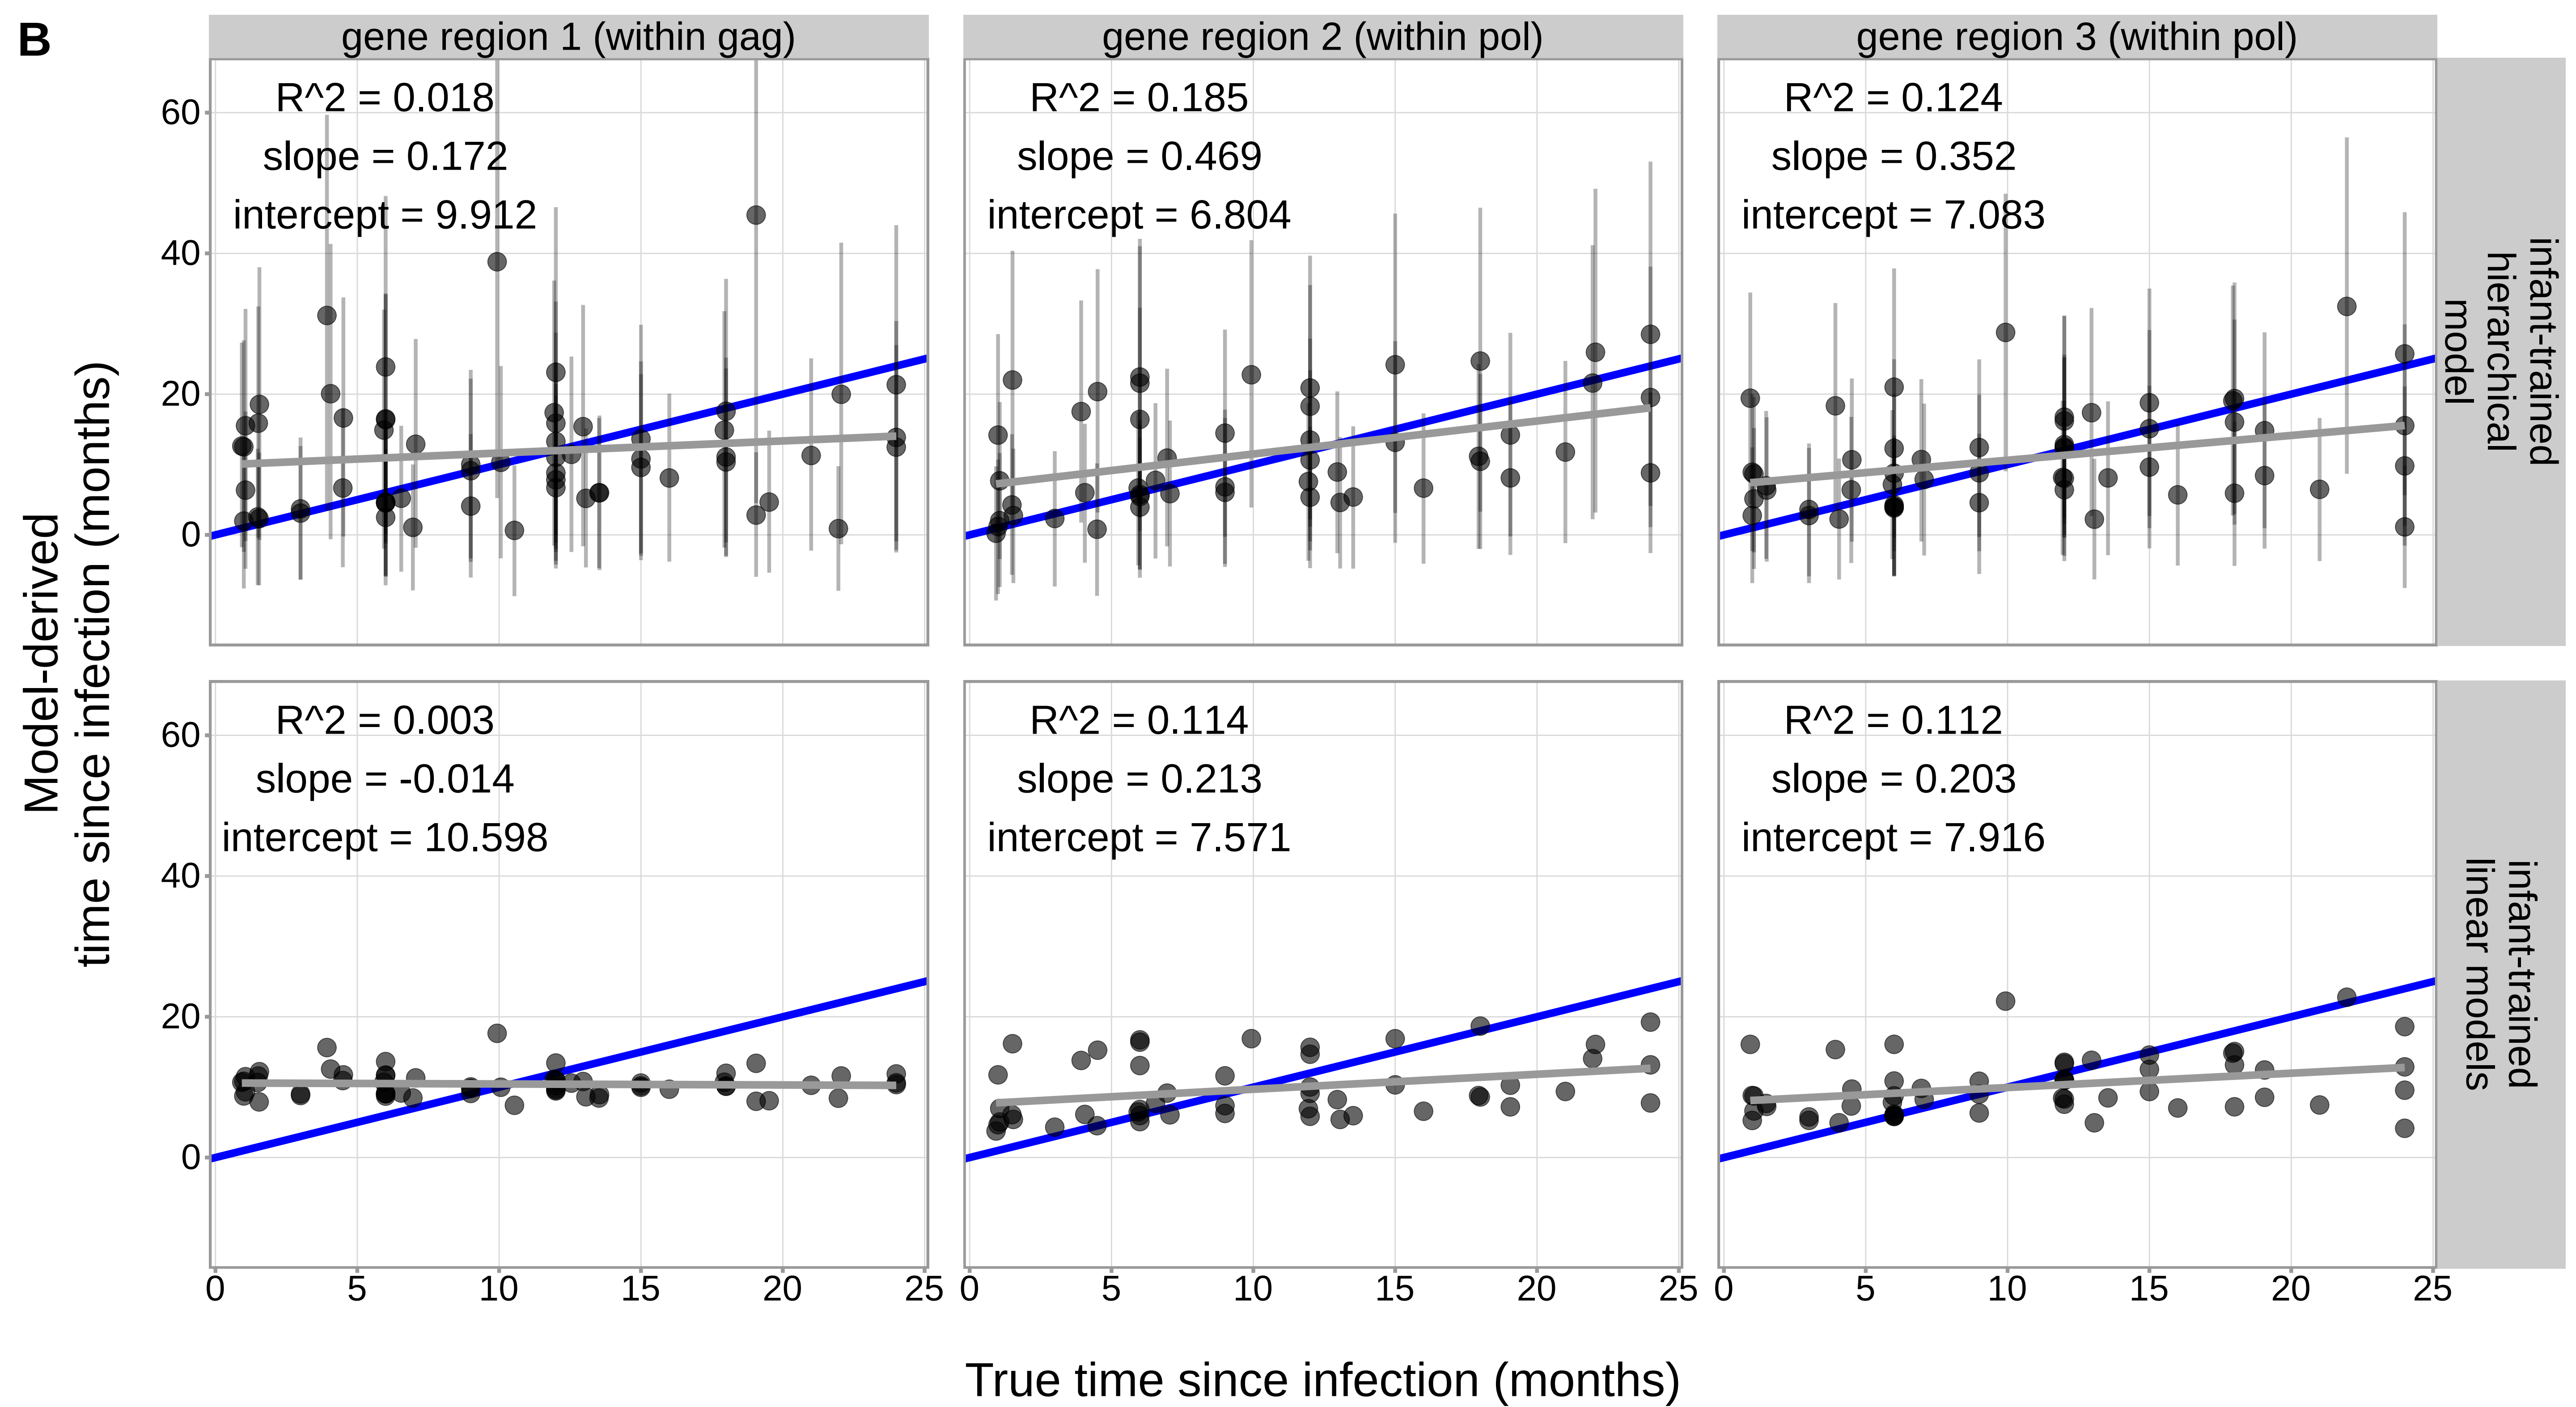 B
gene region 1 (within gag)
gene region 2 (within pol)
gene region 3 (within pol)
R^2 = 0.018
slope = 0.172
intercept = 9.912
R^2 = 0.185
slope = 0.469
intercept = 6.804
R^2 = 0.124
slope = 0.352
intercept = 7.083
infant-trained
hierarchical
model
60
40
20
0
R^2 = 0.003
slope = -0.014
intercept = 10.598
R^2 = 0.114
slope = 0.213
intercept = 7.571
R^2 = 0.112
slope = 0.203
intercept = 7.916
infant-trained
linear models
60
40
20
0
Model-derived
time since infection (months)
0 5 10 15 20 25
0 5 10 15 20 25
0 5 10 15 20 25
True time since infection (months)